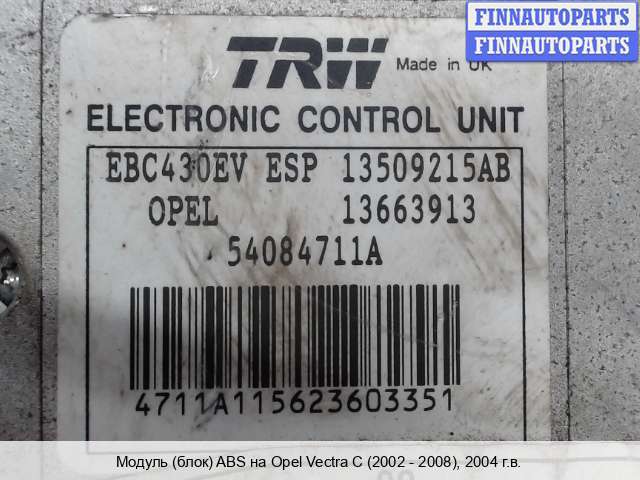 FINNAUTOPARTS
FINNAUTOPARTS
TRW Made in UK
ELECTRONIC CONTROL UNIT
EBC430EV ESP 13509215AB
OPEL 13663913
54084711A
4711A115623603351
Модуль (блок) ABS на Opel Vectra C (2002 - 2008), 2004 г.в.